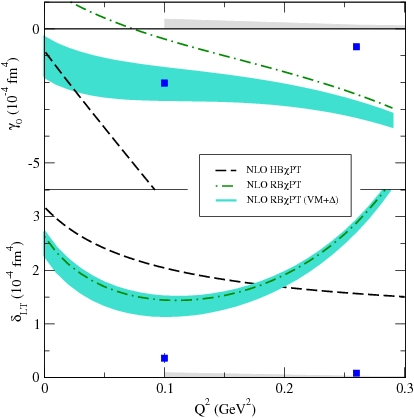 0
γ₀ (10⁻⁴ fm⁴)
-5
NLO HBχPT
NLO RBχPT
NLO RBχPT (VM+Δ)
3
2
δLT (10⁻⁴ fm⁴)
1
0
0 0.1 0.2 0.3
Q² (GeV²)